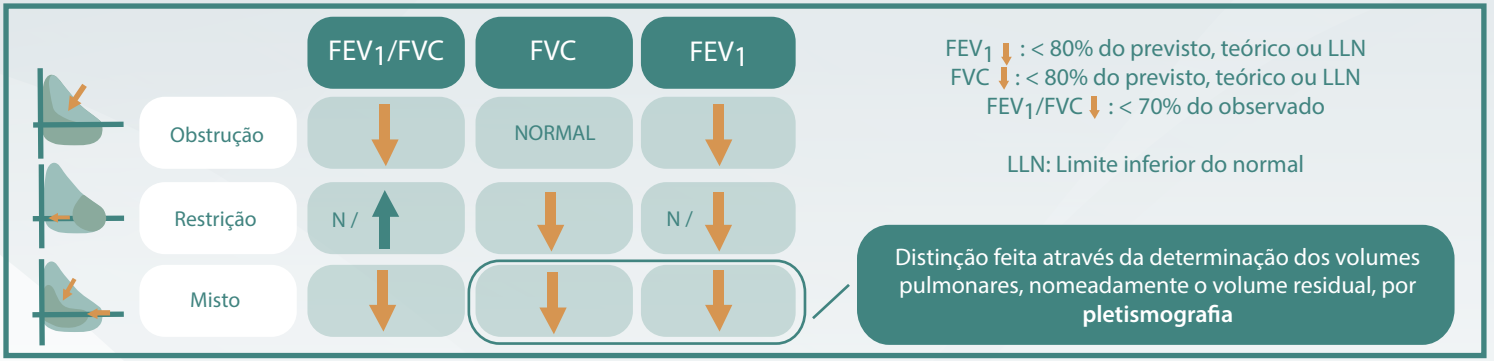 FEV1/FVC FVC FEV1
Obstrução NORMAL
Restrição N / N /
Misto
FEV1 : < 80% do previsto, teórico ou LLN
FVC : < 80% do previsto, teórico ou LLN
FEV1/FVC : < 70% do observado
LLN: Limite inferior do normal
Distinção feita através da determinação dos volumes
pulmonares, nomeadamente o volume residual, por
pletismografia